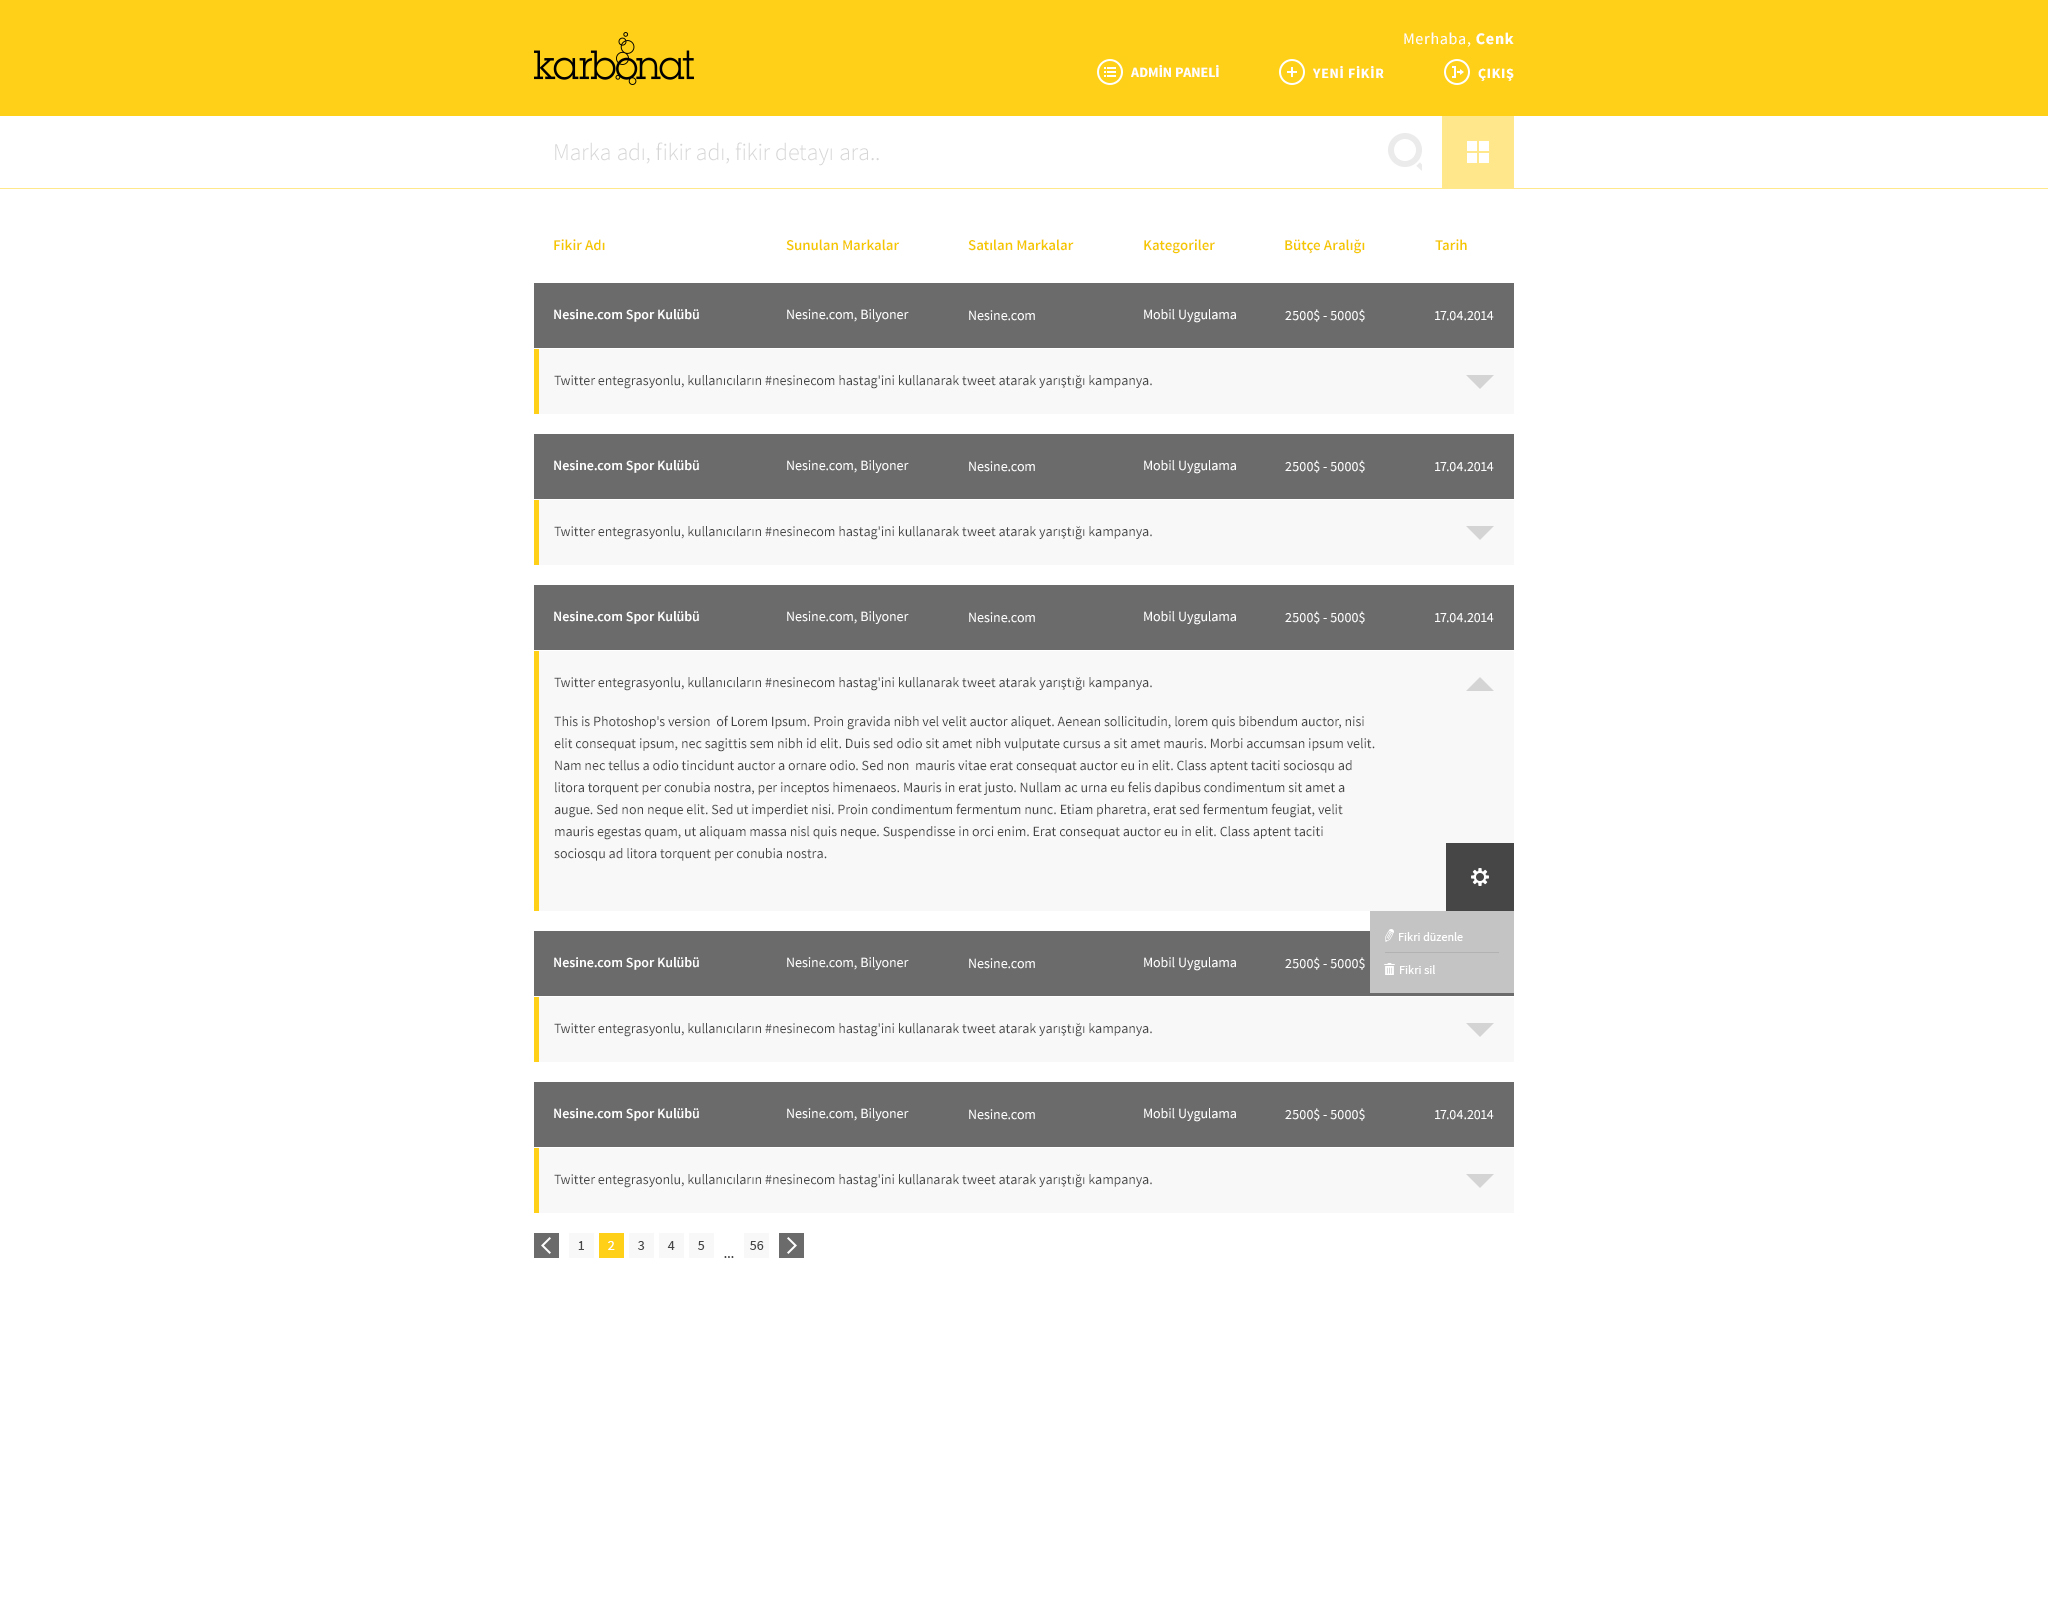 karbonat
Merhaba, Cenk
ADMİN PANELİ YENİ FİKİR ÇIKIŞ
Marka adı, fikir adı, fikir detayı ara..
Fikir Adı Sunulan Markalar Satılan Markalar Kategoriler Bütçe Aralığı Tarih
Nesine.com Spor Kulübü Nesine.com, Bilyoner Nesine.com Mobil Uygulama 2500$ - 5000$ 17.04.2014
Twitter entegrasyonlu, kullanıcıların #nesinecom hastag'ini kullanarak tweet atarak yarıştığı kampanya.
Nesine.com Spor Kulübü Nesine.com, Bilyoner Nesine.com Mobil Uygulama 2500$ - 5000$ 17.04.2014
Twitter entegrasyonlu, kullanıcıların #nesinecom hastag'ini kullanarak tweet atarak yarıştığı kampanya.
Nesine.com Spor Kulübü Nesine.com, Bilyoner Nesine.com Mobil Uygulama 2500$ - 5000$ 17.04.2014
Twitter entegrasyonlu, kullanıcıların #nesinecom hastag'ini kullanarak tweet atarak yarıştığı kampanya.
This is Photoshop's version  of Lorem Ipsum. Proin gravida nibh vel velit auctor aliquet. Aenean sollicitudin, lorem quis bibendum auctor, nisi
elit consequat ipsum, nec sagittis sem nibh id elit. Duis sed odio sit amet nibh vulputate cursus a sit amet mauris. Morbi accumsan ipsum velit.
Nam nec tellus a odio tincidunt auctor a ornare odio. Sed non  mauris vitae erat consequat auctor eu in elit. Class aptent taciti sociosqu ad
litora torquent per conubia nostra, per inceptos himenaeos. Mauris in erat justo. Nullam ac urna eu felis dapibus condimentum sit amet a
augue. Sed non neque elit. Sed ut imperdiet nisi. Proin condimentum fermentum nunc. Etiam pharetra, erat sed fermentum feugiat, velit
mauris egestas quam, ut aliquam massa nisl quis neque. Suspendisse in orci enim. Erat consequat auctor eu in elit. Class aptent taciti
sociosqu ad litora torquent per conubia nostra.
Fikri düzenle
Fikri sil
Nesine.com Spor Kulübü Nesine.com, Bilyoner Nesine.com Mobil Uygulama 2500$ - 5000$
Twitter entegrasyonlu, kullanıcıların #nesinecom hastag'ini kullanarak tweet atarak yarıştığı kampanya.
Nesine.com Spor Kulübü Nesine.com, Bilyoner Nesine.com Mobil Uygulama 2500$ - 5000$ 17.04.2014
Twitter entegrasyonlu, kullanıcıların #nesinecom hastag'ini kullanarak tweet atarak yarıştığı kampanya.
1 2 3 4 5 ... 56